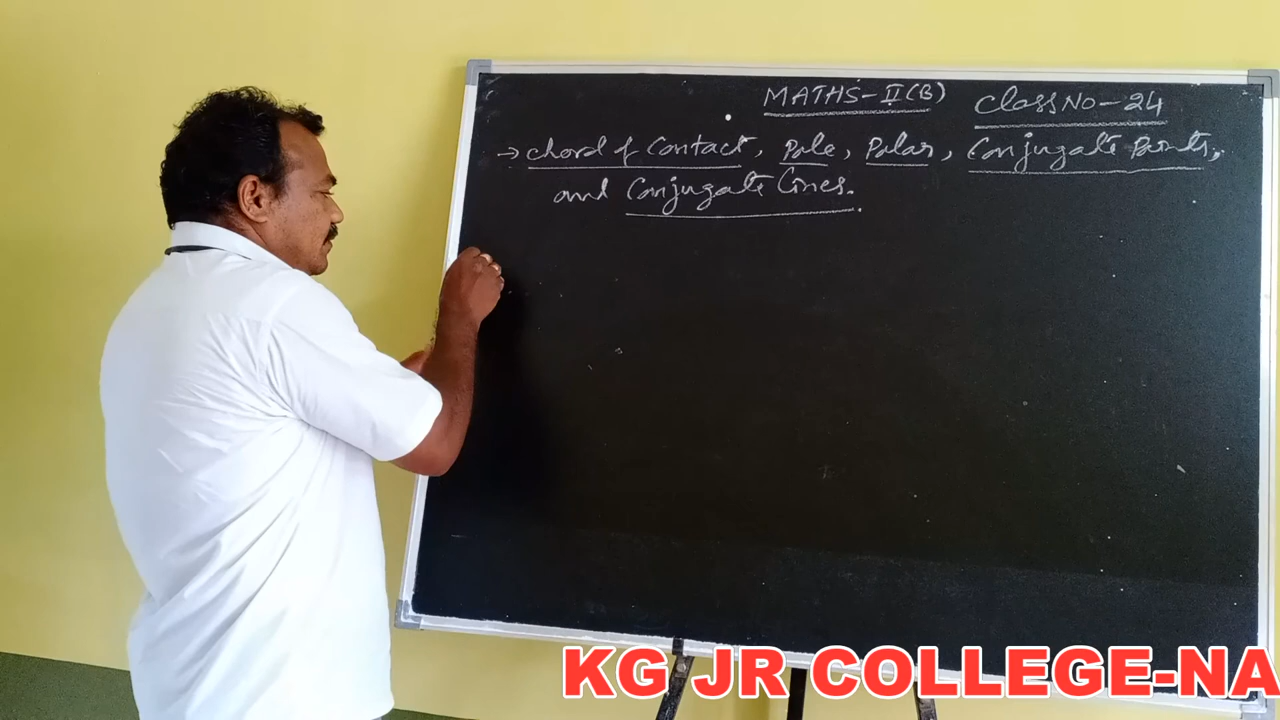 MATHS-II(B) Class No-24
→ chord of Contact, Pole, Polar, Conjugate Points,
and Conjugate Lines.
KG JR COLLEGE-NA